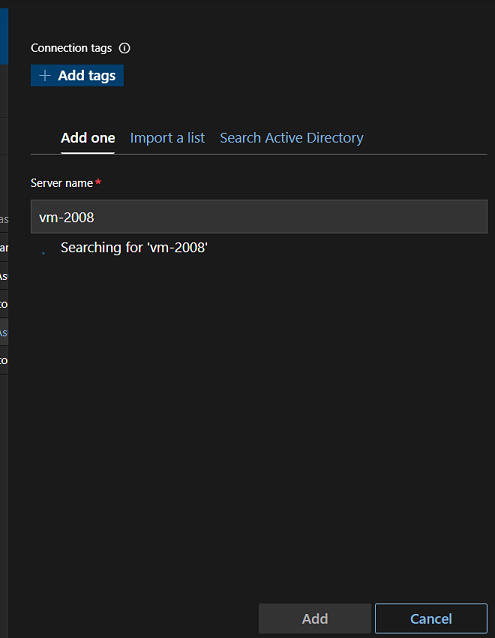 Connection tags
+ Add tags
Add one Import a list Search Active Directory
Server name*
vm-2008
Searching for 'vm-2008'
Add Cancel